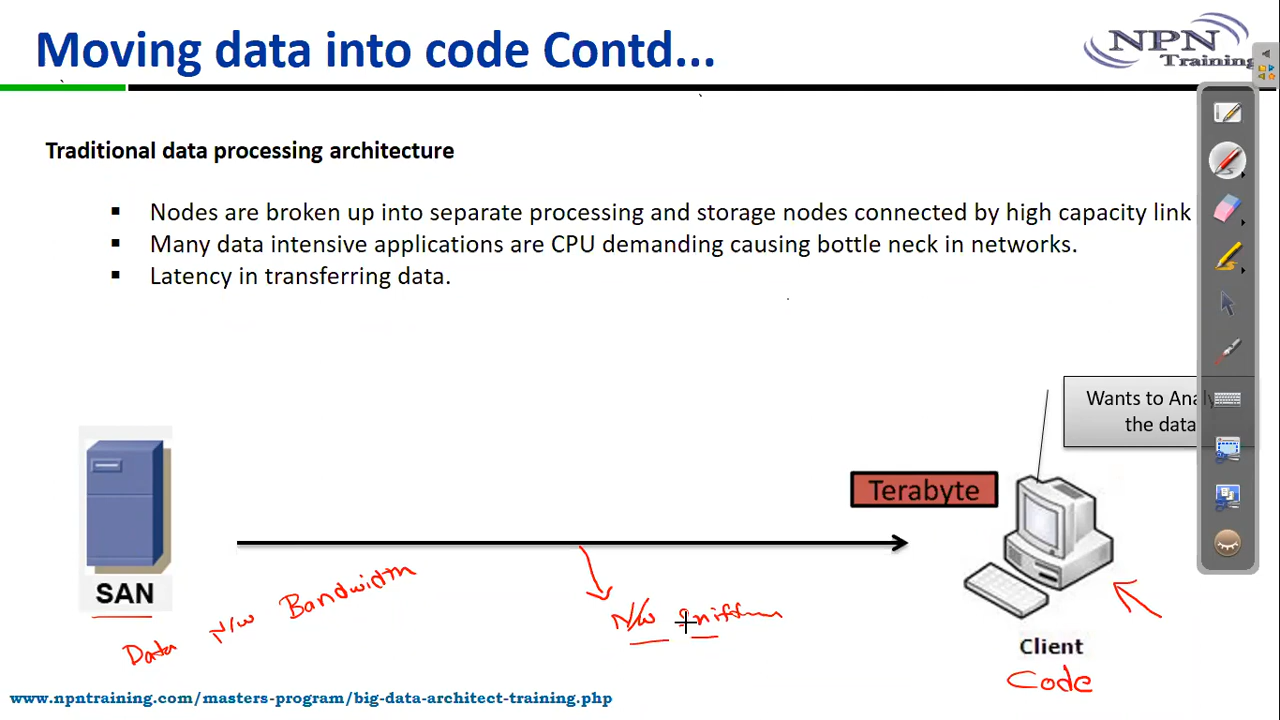 Moving data into code Contd...
NPN
Training
Traditional data processing architecture
▪ Nodes are broken up into separate processing and storage nodes connected by high capacity link
▪ Many data intensive applications are CPU demanding causing bottle neck in networks.
▪ Latency in transferring data.
Wants to
the data
Terabyte
SAN
Data N/w Bandwidth
N/w
Client
Code
www.npntraining.com/masters-program/big-data-architect-training.php